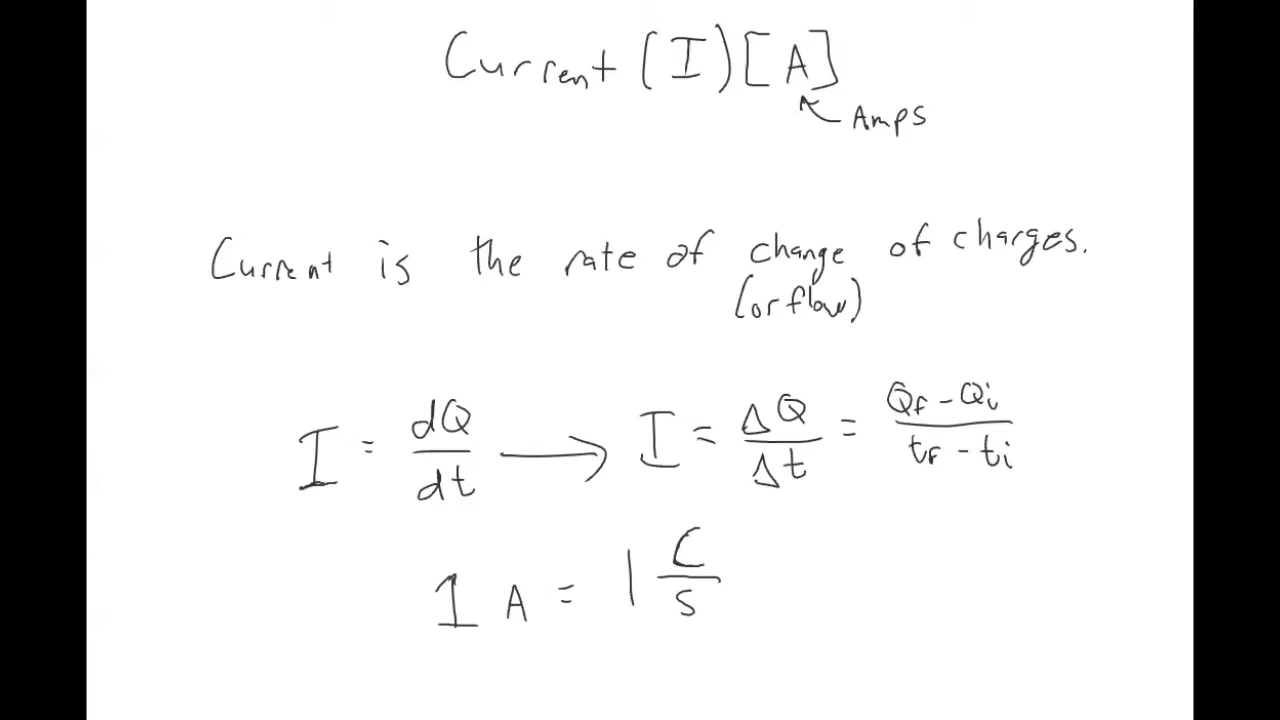 Current (I) [A]
Amps
Current is the rate of change of charges.
(or flow)
I = dQ/dt → I = ΔQ/Δt = Qf - Qi/tf - ti
1 A = 1 C/s